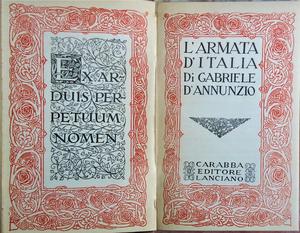 EX AR-
DUIS PER-
PETUUM
NOMEN
L'ARMATA
D'ITALIA
DI GABRIELE
D'ANNUNZIO
CARABBA
EDITORE
LANCIANO